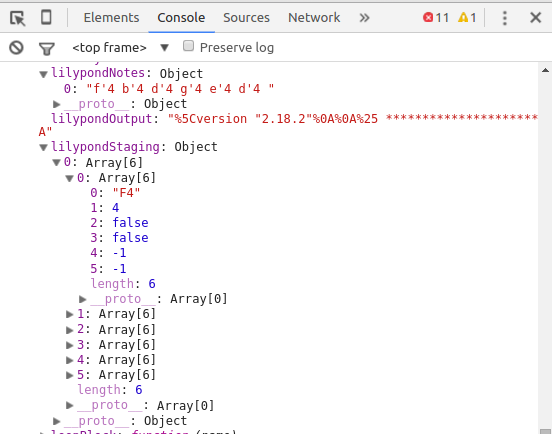 Elements Console Sources Network » 11 1
<top frame> ▼ Preserve log
▼lilypondNotes: Object
0: "f'4 b'4 d'4 g'4 e'4 d'4 "
▶__proto__: Object
lilypondOutput: "%5Cversion "2.18.2"%0A%0A%25 *********************
A"
▼lilypondStaging: Object
▼0: Array[6]
▼0: Array[6]
0: "F4"
1: 4
2: false
3: false
4: -1
5: -1
length: 6
▶__proto__: Array[0]
▶1: Array[6]
▶2: Array[6]
▶3: Array[6]
▶4: Array[6]
▶5: Array[6]
length: 6
▶__proto__: Array[0]
▶__proto__: Object